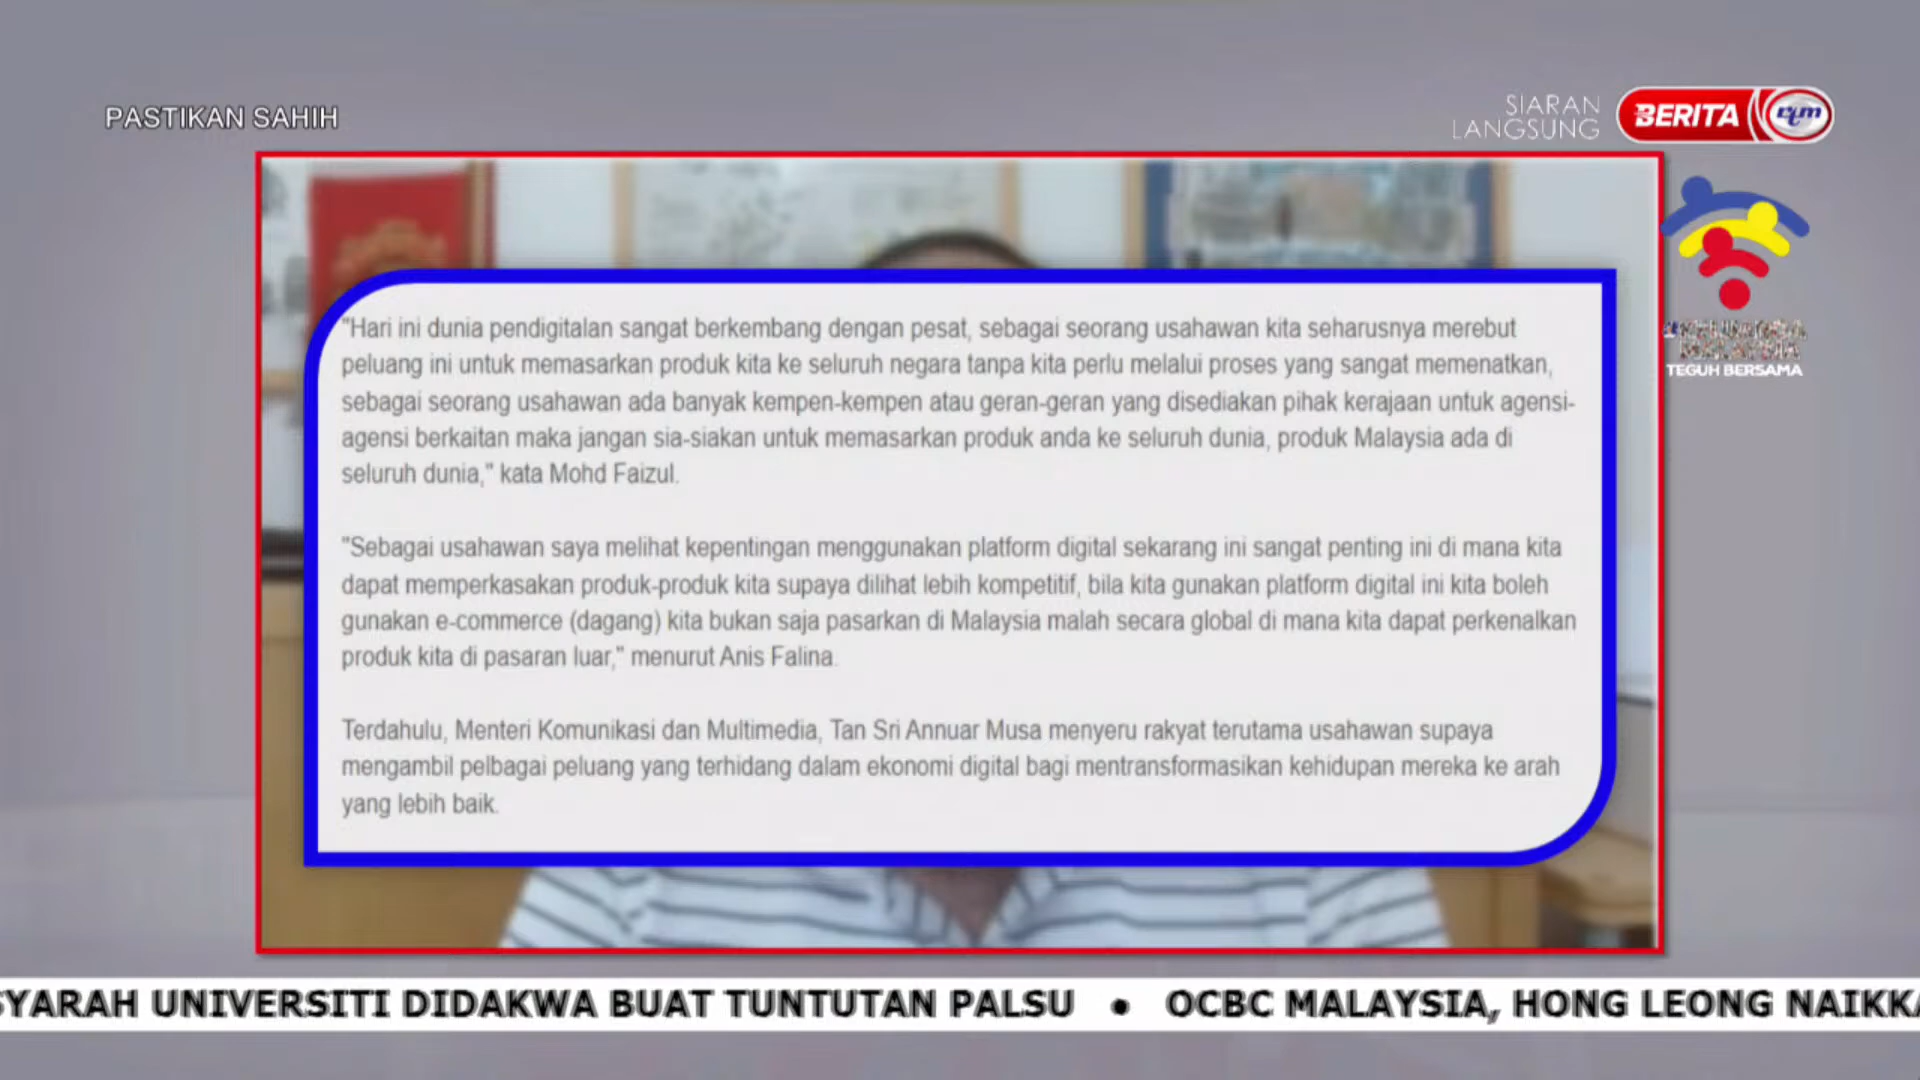 PASTIKAN SAHIH
SIARAN
LANGSUNG
BERITA rtm
TEGUH BERSAMA
"Hari ini dunia pendigitalan sangat berkembang dengan pesat, sebagai seorang usahawan kita seharusnya merebut
peluang ini untuk memasarkan produk kita ke seluruh negara tanpa kita perlu melalui proses yang sangat memenatkan,
sebagai seorang usahawan ada banyak kempen-kempen atau geran-geran yang disediakan pihak kerajaan untuk agensi-
agensi berkaitan maka jangan sia-siakan untuk memasarkan produk anda ke seluruh dunia, produk Malaysia ada di
seluruh dunia," kata Mohd Faizul.
"Sebagai usahawan saya melihat kepentingan menggunakan platform digital sekarang ini sangat penting ini di mana kita
dapat memperkasakan produk-produk kita supaya dilihat lebih kompetitif, bila kita gunakan platform digital ini kita boleh
gunakan e-commerce (dagang) kita bukan saja pasarkan di Malaysia malah secara global di mana kita dapat perkenalkan
produk kita di pasaran luar," menurut Anis Falina.
Terdahulu, Menteri Komunikasi dan Multimedia, Tan Sri Annuar Musa menyeru rakyat terutama usahawan supaya
mengambil pelbagai peluang yang terhidang dalam ekonomi digital bagi mentransformasikan kehidupan mereka ke arah
yang lebih baik.
SYARAH UNIVERSITI DIDAKWA BUAT TUNTUTAN PALSU • OCBC MALAYSIA, HONG LEONG NAIKKA